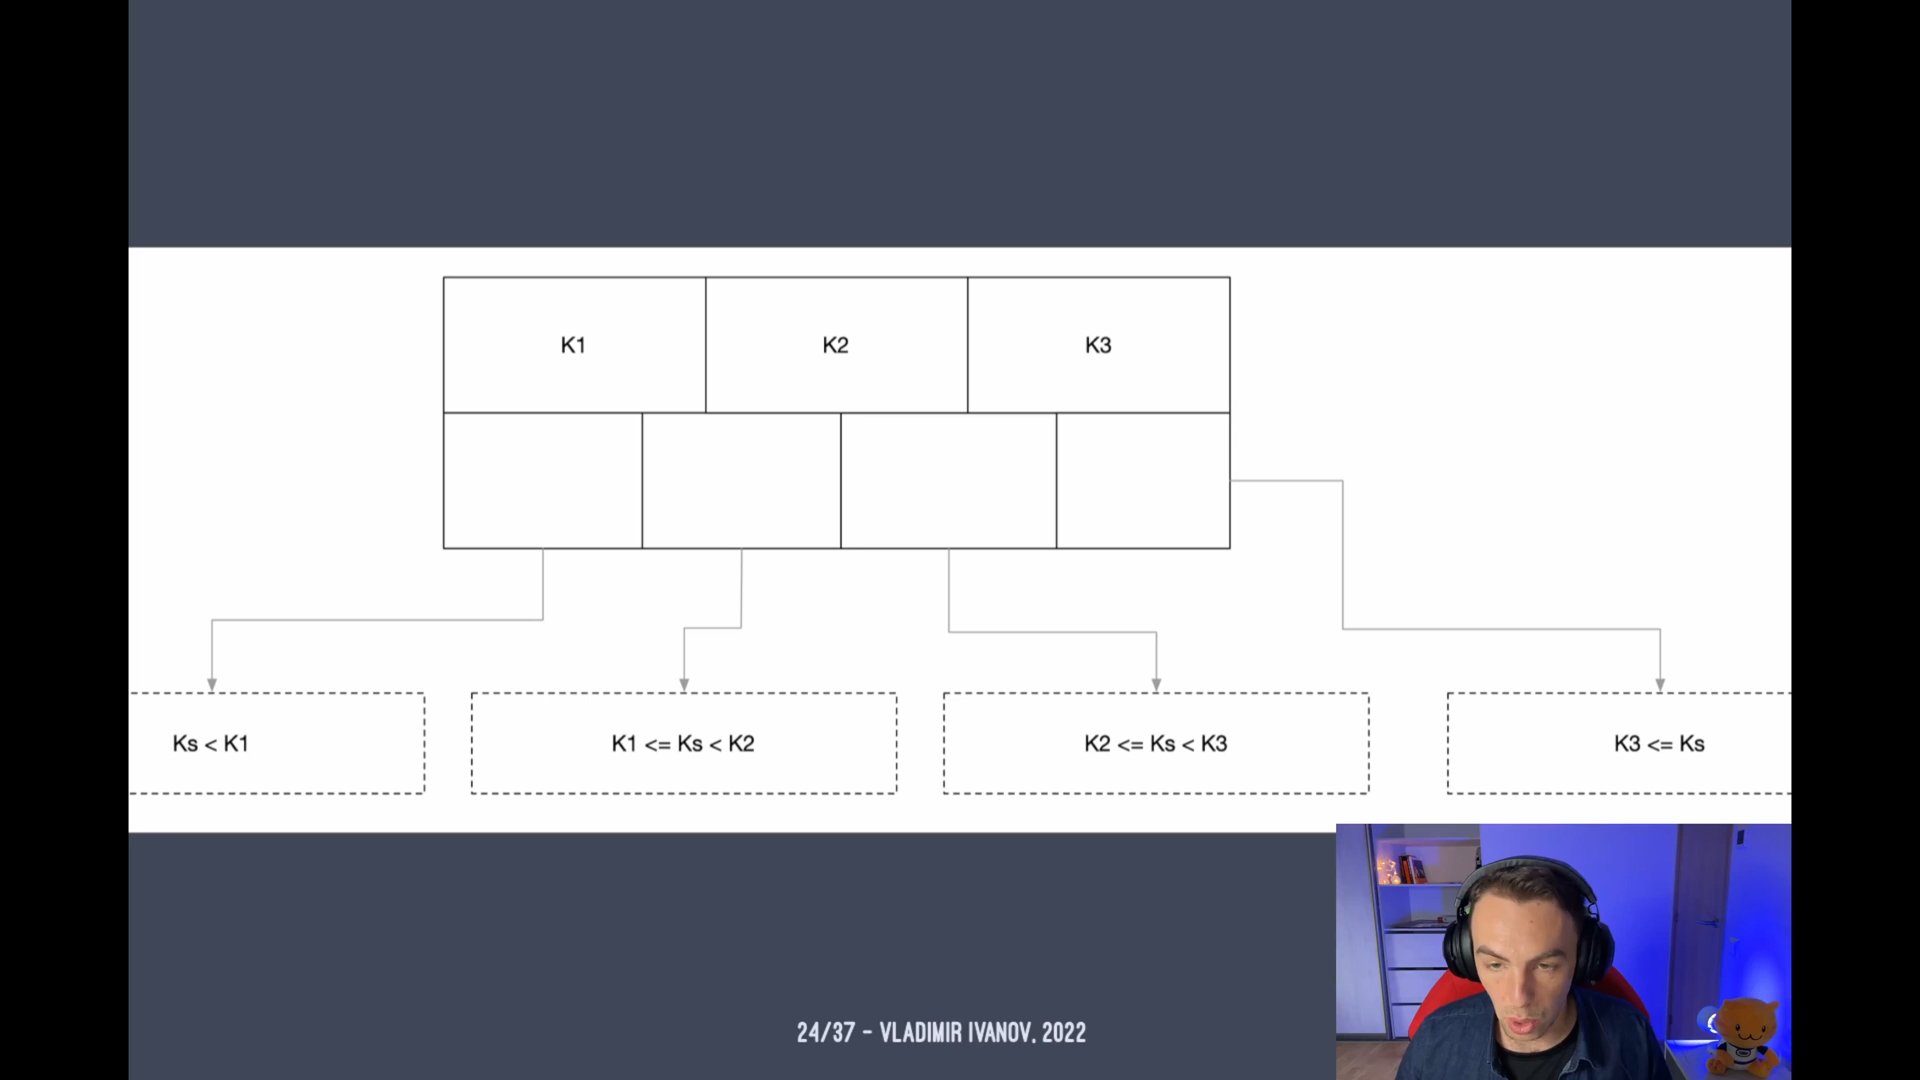 K1 K2 K3
Ks < K1 K1 <= Ks < K2 K2 <= Ks < K3 K3 <= Ks
24/37 - VLADIMIR IVANOV, 2022